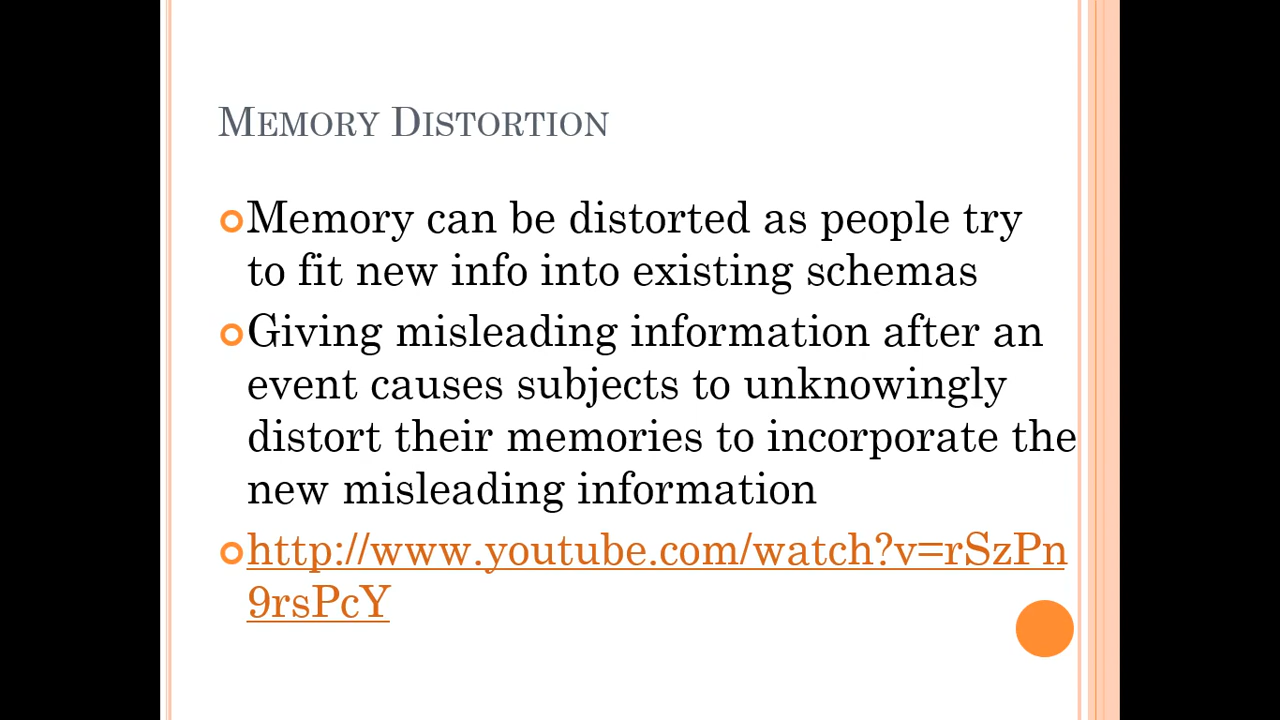 Memory Distortion
Memory can be distorted as people try
to fit new info into existing schemas
Giving misleading information after an
event causes subjects to unknowingly
distort their memories to incorporate the
new misleading information
http://www.youtube.com/watch?v=rSzPn
9rsPcY